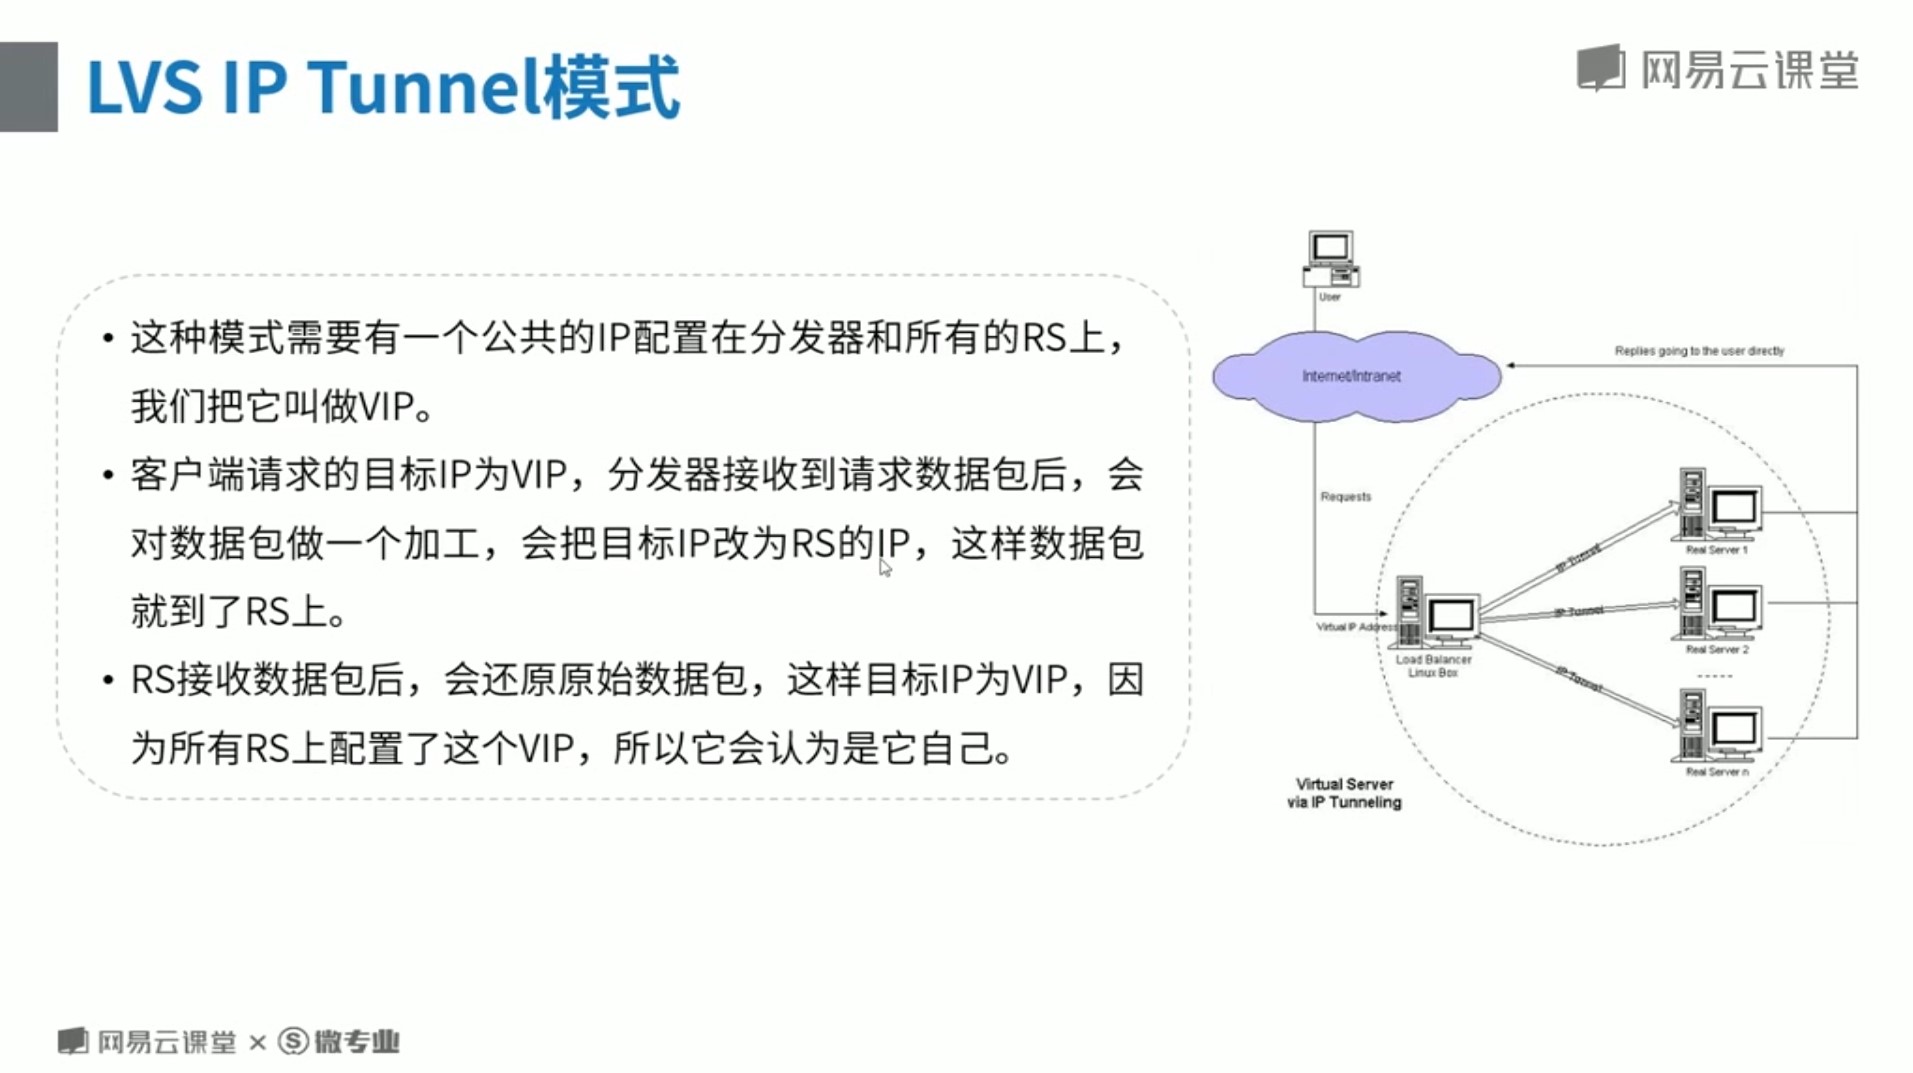 LVS IP Tunnel模式
网易云课堂
• 这种模式需要有一个公共的IP配置在分发器和所有的RS上，
我们把它叫做VIP。
• 客户端请求的目标IP为VIP，分发器接收到请求数据包后，会
对数据包做一个加工，会把目标IP改为RS的IP，这样数据包
就到了RS上。
• RS接收数据包后，会还原原始数据包，这样目标IP为VIP，因
为所有RS上配置了这个VIP，所以它会认为是它自己。
User
Internet/Intranet
Replies going to the user directly
Requests
Virtual IP Address
Load Balancer
Linux Box
IP Tunnel
IP Tunnel
IP Tunnel
Real Server 1
Real Server 2
Real Server n
Virtual Server
via IP Tunneling
网易云课堂 × 微专业